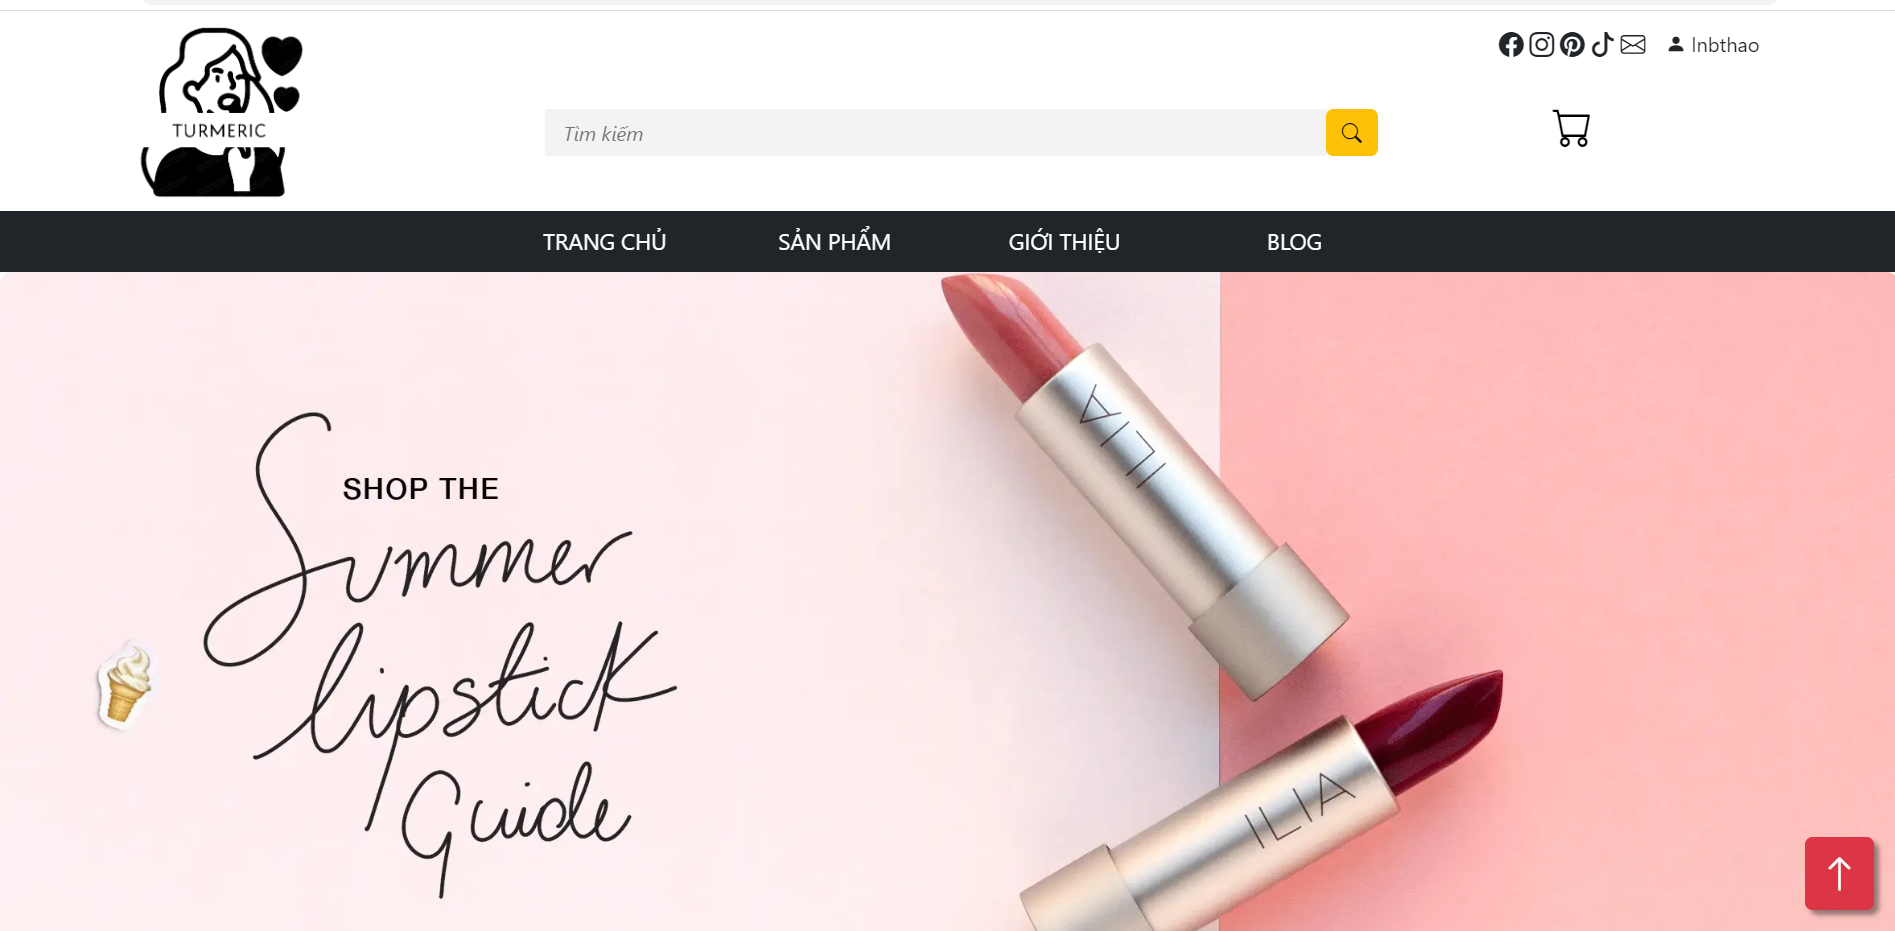 lnbthao
TURMERIC
Tìm kiếm
TRANG CHỦ
SẢN PHẨM
GIỚI THIỆU
BLOG
SHOP THE
Summer
lipstick
Guide
ILIA
ILIA